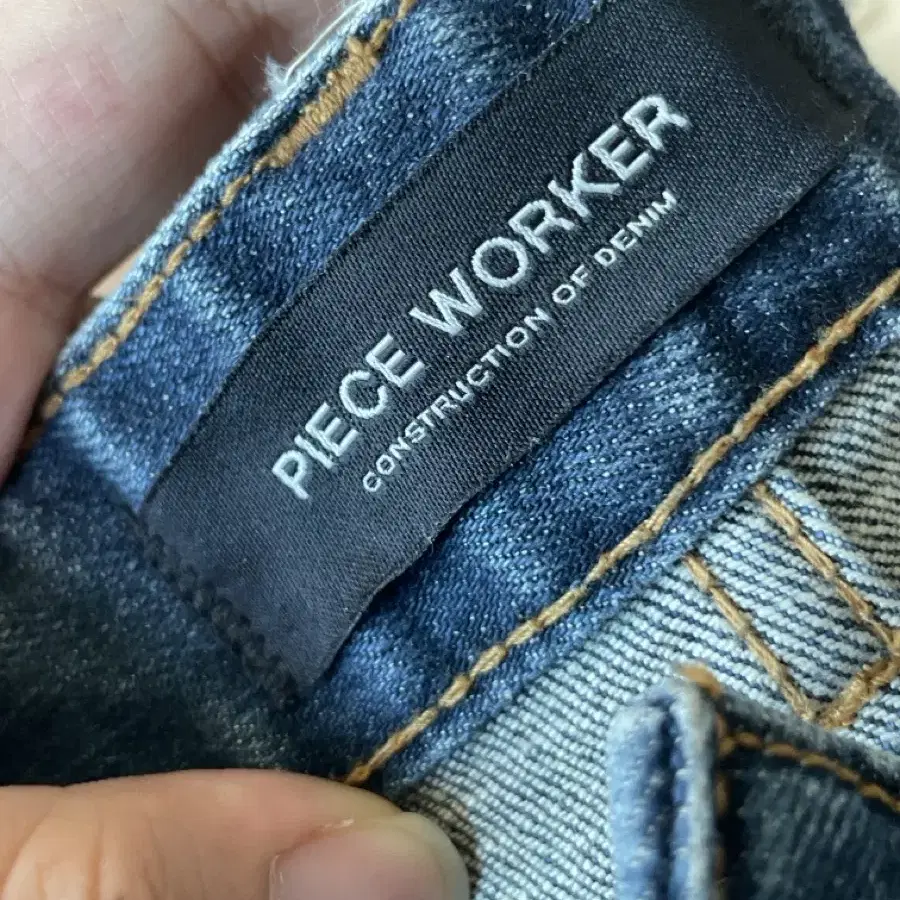 PIECE WORKER
CONSTRUCTION OF DENIM